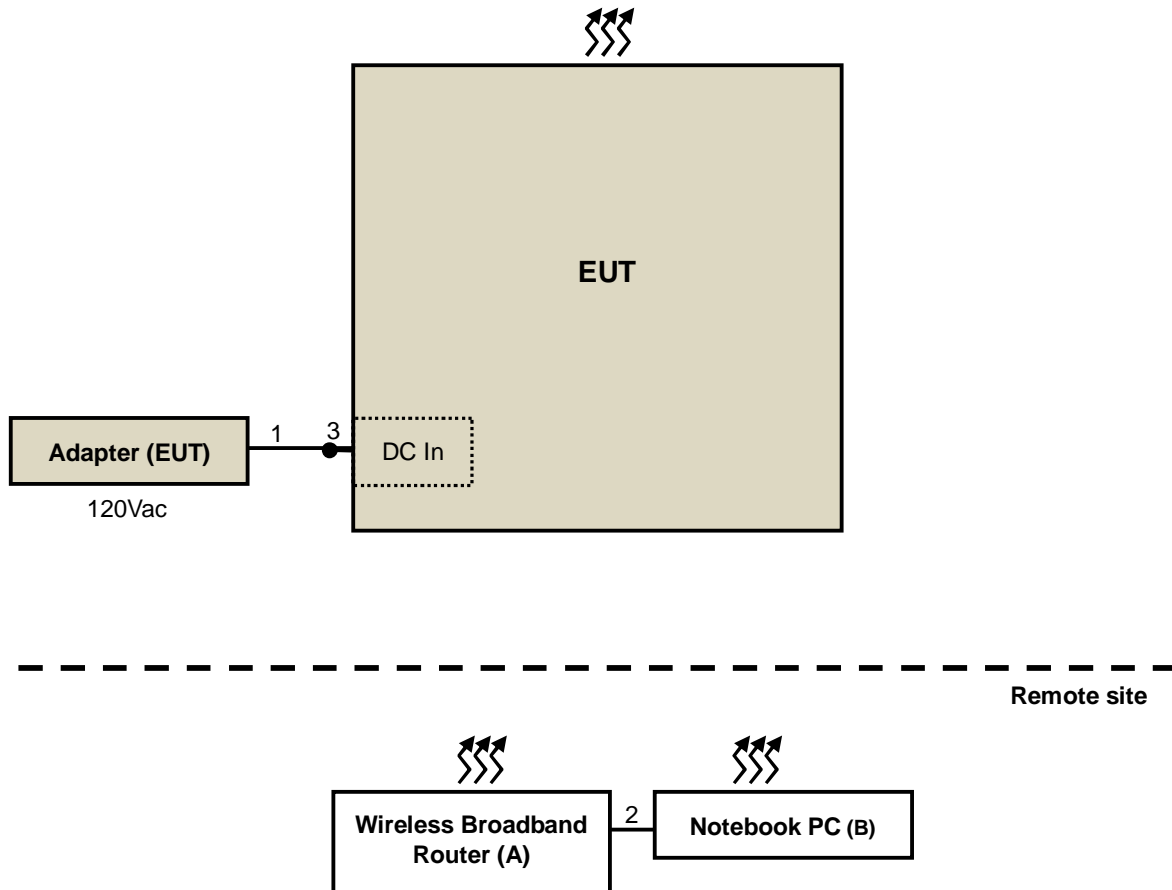 EUT
1
3
Adapter (EUT)
DC In
120Vac
Remote site
Wireless Broadband
Router (A)
2
Notebook PC (B)